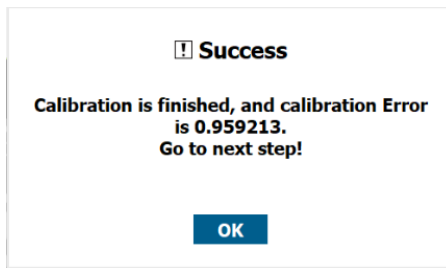 ! Success
Calibration is finished, and calibration Error
is 0.959213.
Go to next step!
OK